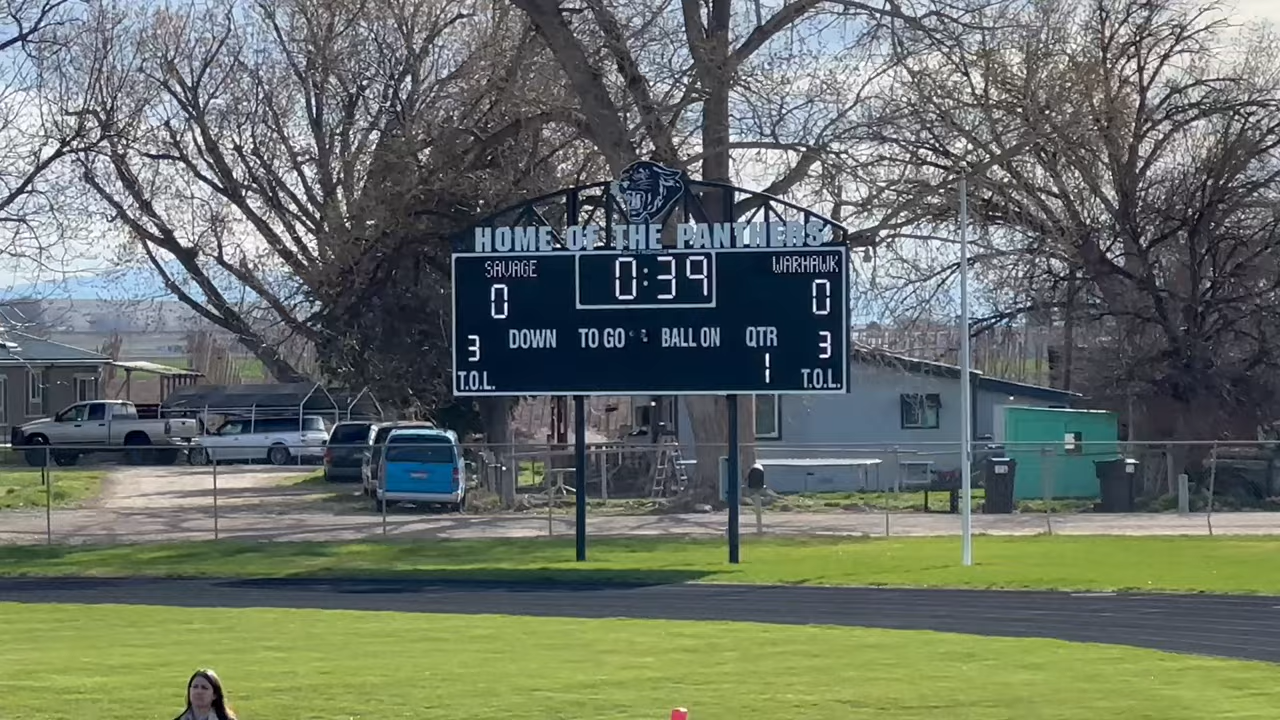 HOME OF THE PANTHERS
SAVAGE 0:39 WARHAWK
0 0
DOWN TO GO BALL ON QTR
3 1 3
T.O.L. T.O.L.